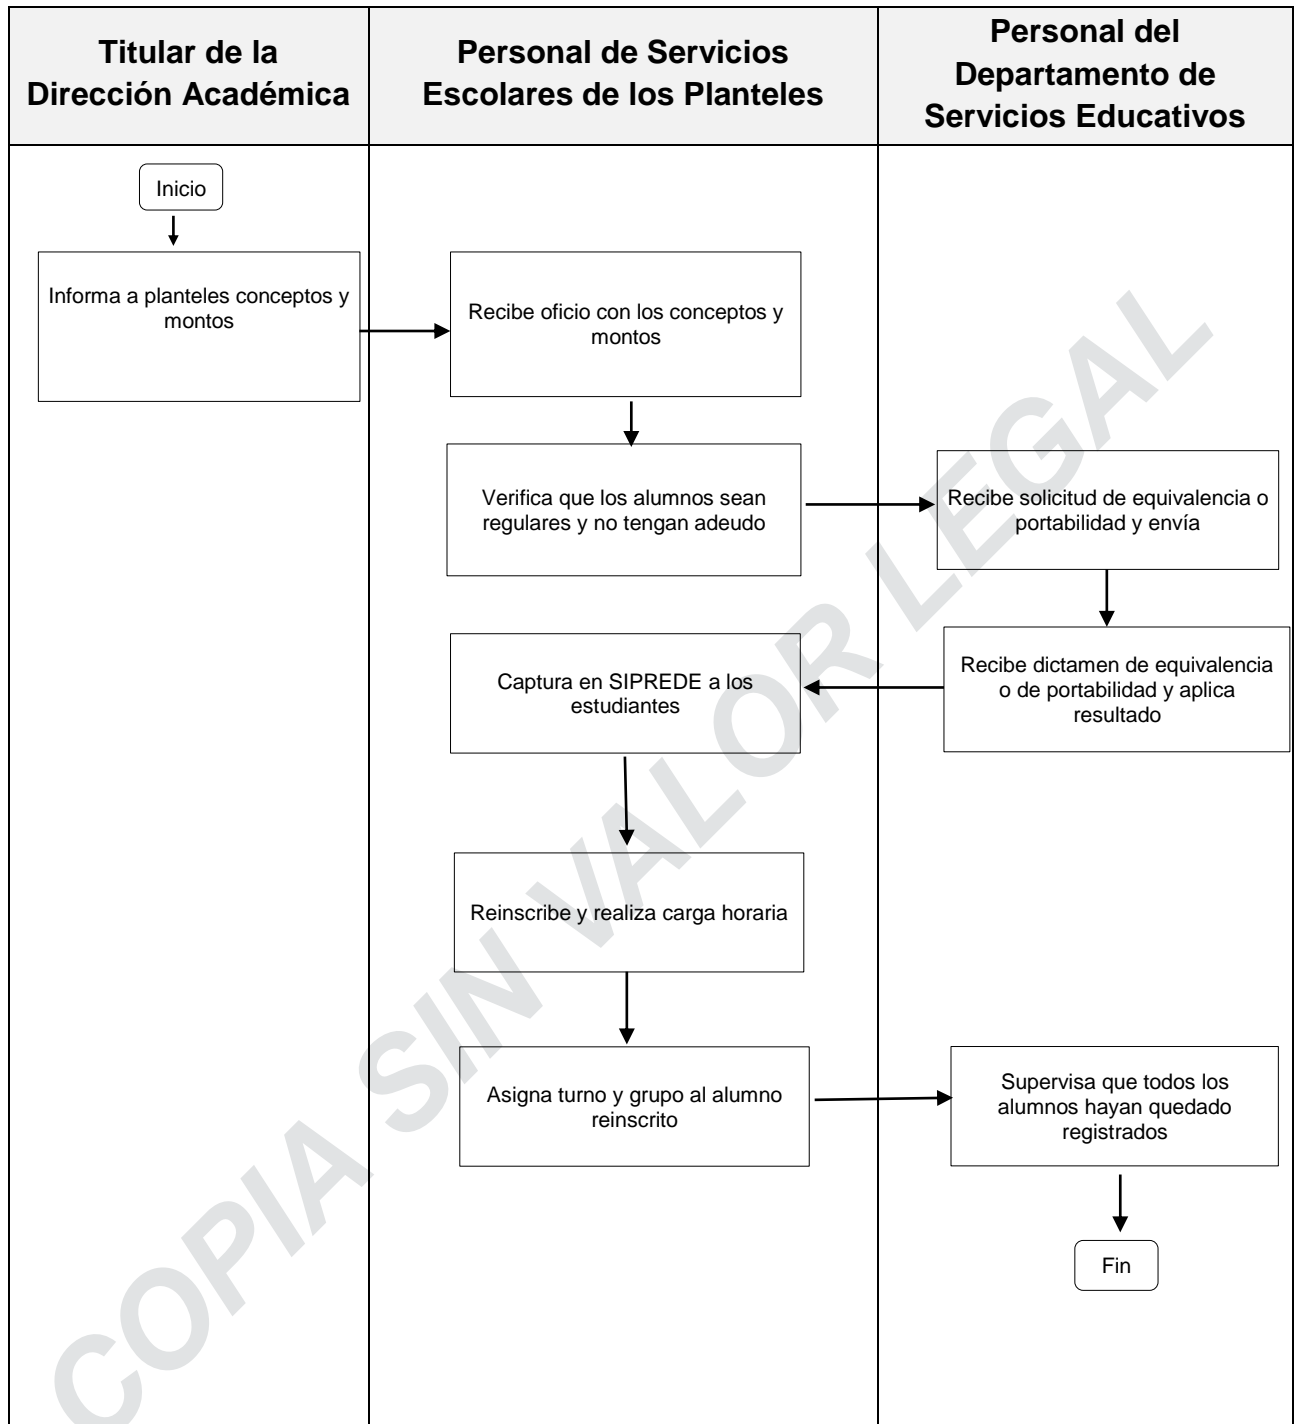 Titular de la
Dirección Académica
Personal de Servicios
Escolares de los Planteles
Personal del
Departamento de
Servicios Educativos
Inicio
Informa a planteles conceptos y
montos
Recibe oficio con los conceptos y
montos
Verifica que los alumnos sean
regulares y no tengan adeudo
Recibe solicitud de equivalencia o
portabilidad y envía
Recibe dictamen de equivalencia
o de portabilidad y aplica
resultado
Captura en SIPREDE a los
estudiantes
Reinscribe y realiza carga horaria
Asigna turno y grupo al alumno
reinscrito
Supervisa que todos los
alumnos hayan quedado
registrados
Fin
COPIA SIN VALOR LEGAL